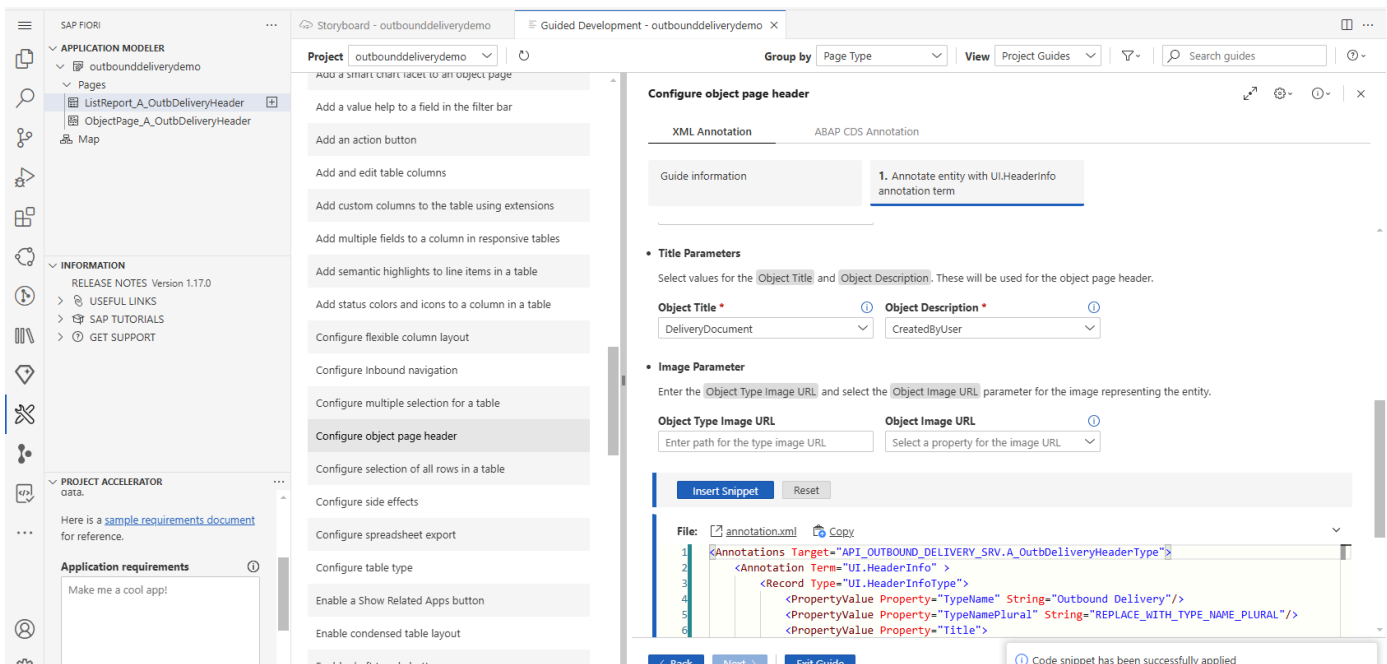 SAP FIORI
APPLICATION MODELER
outbounddeliverydemo
Pages
ListReport_A_OutbDeliveryHeader
ObjectPage_A_OutbDeliveryHeader
Map
INFORMATION
RELEASE NOTES Version 1.17.0
USEFUL LINKS
SAP TUTORIALS
GET SUPPORT
PROJECT ACCELERATOR
data.
Here is a sample requirements document
for reference.
Application requirements
Make me a cool app!
Storyboard - outbounddeliverydemo
Guided Development - outbounddeliverydemo
Project outbounddeliverydemo
Group by Page Type
View Project Guides
Search guides
Add a smart chart facet to an object page
Add a value help to a field in the filter bar
Add an action button
Add and edit table columns
Add custom columns to the table using extensions
Add multiple fields to a column in responsive tables
Add semantic highlights to line items in a table
Add status colors and icons to a column in a table
Configure flexible column layout
Configure Inbound navigation
Configure multiple selection for a table
Configure object page header
Configure selection of all rows in a table
Configure side effects
Configure spreadsheet export
Configure table type
Enable a Show Related Apps button
Enable condensed table layout
Configure object page header
XML Annotation
ABAP CDS Annotation
Guide information
1. Annotate entity with UI.HeaderInfo
annotation term
• Title Parameters
Select values for the Object Title and Object Description. These will be used for the object page header.
Object Title *
Object Description *
DeliveryDocument
CreatedByUser
• Image Parameter
Enter the Object Type Image URL and select the Object Image URL parameter for the image representing the entity.
Object Type Image URL
Object Image URL
Enter path for the type image URL
Select a property for the image URL
Insert Snippet
Reset
File: annotation.xml Copy
1 <Annotations Target="API_OUTBOUND_DELIVERY_SRV.A_OutbDeliveryHeaderType">
2 <Annotation Term="UI.HeaderInfo" >
3 <Record Type="UI.HeaderInfoType">
4 <PropertyValue Property="TypeName" String="Outbound Delivery"/>
5 <PropertyValue Property="TypeNamePlural" String="REPLACE_WITH_TYPE_NAME_PLURAL"/>
6 <PropertyValue Property="Title">
< Back
Next >
Exit Guide
Code snippet has been successfully applied